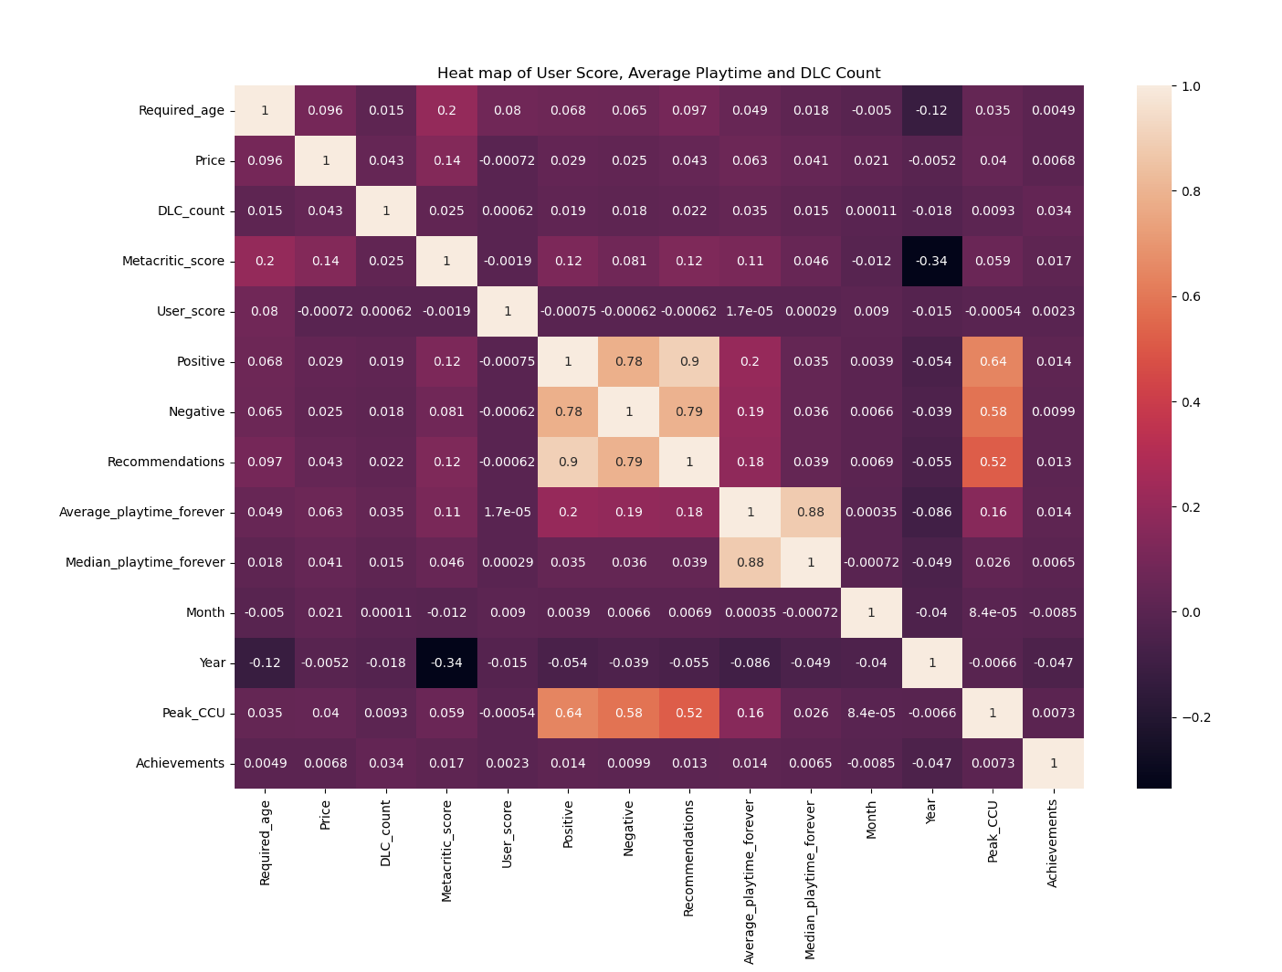 Heat map of User Score, Average Playtime and DLC Count
Required_age 1 0.096 0.015 0.2 0.08 0.068 0.065 0.097 0.049 0.018 -0.005 -0.12 0.035 0.0049
Price 0.096 1 0.043 0.14 -0.00072 0.029 0.025 0.043 0.063 0.041 0.021 -0.0052 0.04 0.0068
DLC_count 0.015 0.043 1 0.025 0.00062 0.019 0.018 0.022 0.035 0.015 0.00011 -0.018 0.0093 0.034
Metacritic_score 0.2 0.14 0.025 1 -0.0019 0.12 0.081 0.12 0.11 0.046 -0.012 -0.34 0.059 0.017
User_score 0.08 -0.00072 0.00062 -0.0019 1 -0.00075 -0.00062 -0.00062 1.7e-05 0.00029 0.009 -0.015 -0.00054 0.0023
Positive 0.068 0.029 0.019 0.12 -0.00075 1 0.78 0.9 0.2 0.035 0.0039 -0.054 0.64 0.014
Negative 0.065 0.025 0.018 0.081 -0.00062 0.78 1 0.79 0.19 0.036 0.0066 -0.039 0.58 0.0099
Recommendations 0.097 0.043 0.022 0.12 -0.00062 0.9 0.79 1 0.18 0.039 0.0069 -0.055 0.52 0.013
Average_playtime_forever 0.049 0.063 0.035 0.11 1.7e-05 0.2 0.19 0.18 1 0.88 0.00035 -0.086 0.16 0.014
Median_playtime_forever 0.018 0.041 0.015 0.046 0.00029 0.035 0.036 0.039 0.88 1 -0.00072 -0.049 0.026 0.0065
Month -0.005 0.021 0.00011 -0.012 0.009 0.0039 0.0066 0.0069 0.00035 -0.00072 1 -0.04 8.4e-05 -0.0085
Year -0.12 -0.0052 -0.018 -0.34 -0.015 -0.054 -0.039 -0.055 -0.086 -0.049 -0.04 1 -0.0066 -0.047
Peak_CCU 0.035 0.04 0.0093 0.059 -0.00054 0.64 0.58 0.52 0.16 0.026 8.4e-05 -0.0066 1 0.0073
Achievements 0.0049 0.0068 0.034 0.017 0.0023 0.014 0.0099 0.013 0.014 0.0065 -0.0085 -0.047 0.0073 1
Required_age
Price
DLC_count
Metacritic_score
User_score
Positive
Negative
Recommendations
Average_playtime_forever
Median_playtime_forever
Month
Year
Peak_CCU
Achievements
1.0
0.8
0.6
0.4
0.2
0.0
−0.2